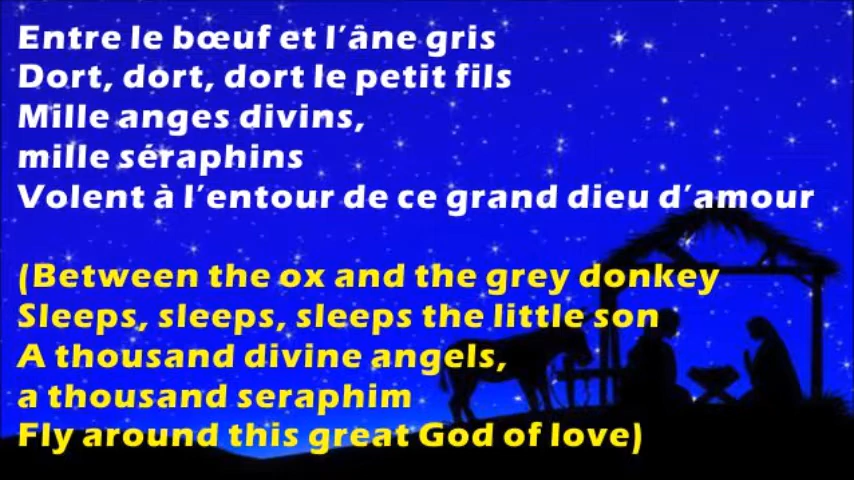 Entre le bœuf et l'âne gris
Dort, dort, dort le petit fils
Mille anges divins,
mille séraphins
Volent à l'entour de ce grand dieu d'amour
(Between the ox and the grey donkey
Sleeps, sleeps, sleeps the little son
A thousand divine angels,
a thousand seraphim
Fly around this great God of love)